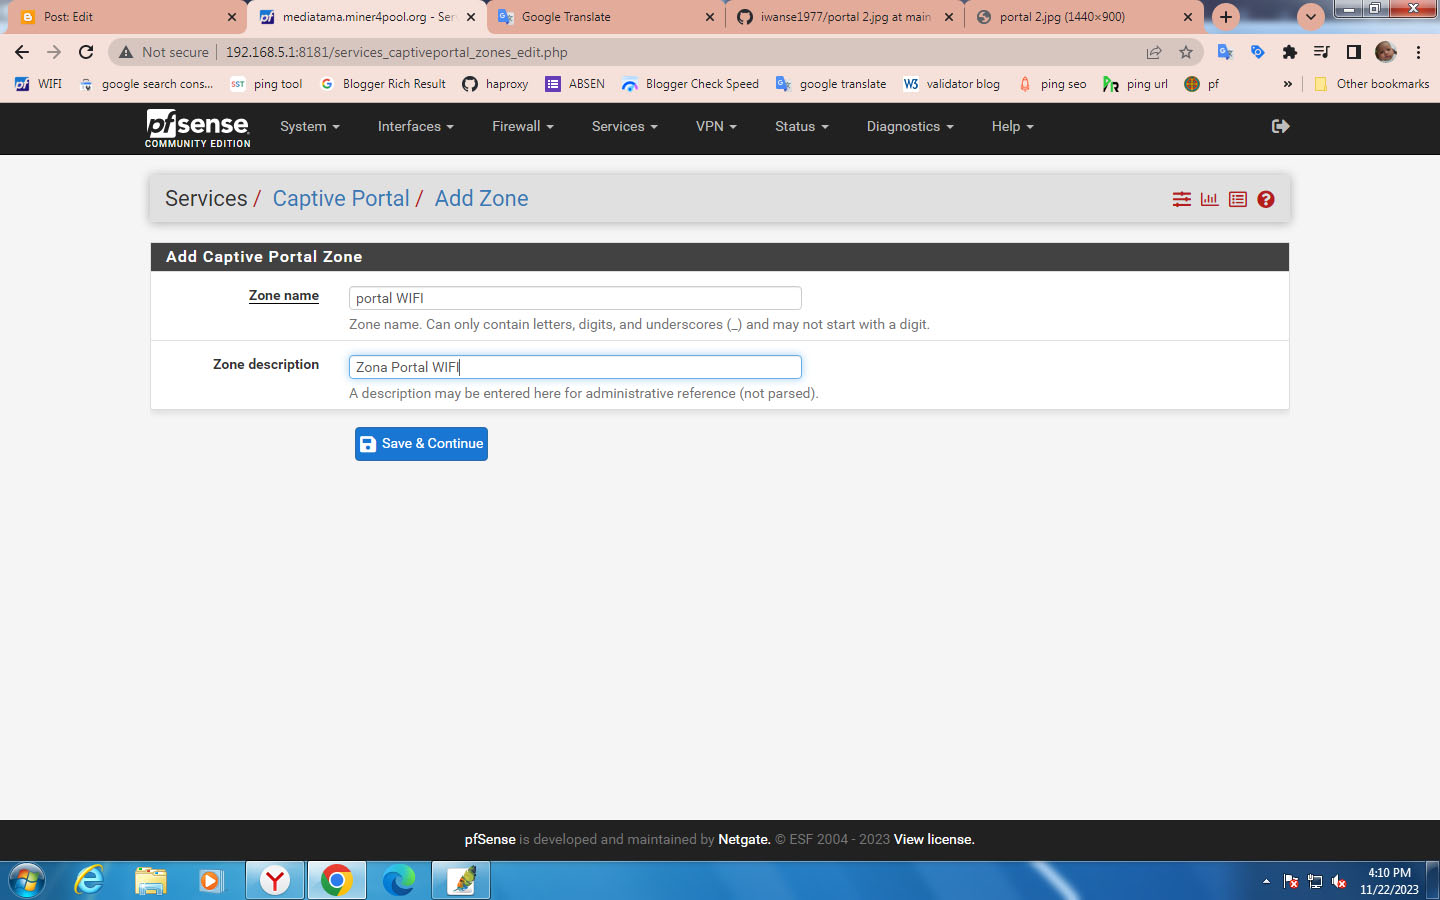 Post: Edit
mediatama.miner4pool.org - Ser
Google Translate
iwanse1977/portal 2.jpg at main
portal 2.jpg (1440×900)
Not secure
192.168.5.1:8181/services_captiveportal_zones_edit.php
pf WIFI
google search cons...
SST ping tool
G Blogger Rich Result
haproxy
ABSEN
Blogger Check Speed
google translate
W3 validator blog
ping seo
ping url
pf
»
Other bookmarks
pfsense
COMMUNITY EDITION
System
Interfaces
Firewall
Services
VPN
Status
Diagnostics
Help
Services / Captive Portal / Add Zone
Add Captive Portal Zone
Zone name
portal WIFI
Zone name. Can only contain letters, digits, and underscores (_) and may not start with a digit.
Zone description
Zona Portal WIFI
A description may be entered here for administrative reference (not parsed).
Save & Continue
pfSense is developed and maintained by Netgate. © ESF 2004 - 2023 View license.
4:10 PM
11/22/2023